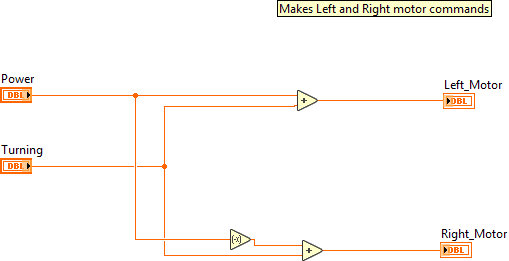 Makes Left and Right motor commands
Power
DBL
Left_Motor
+
DBL
Turning
DBL
(-x)
Right_Motor
+
DBL